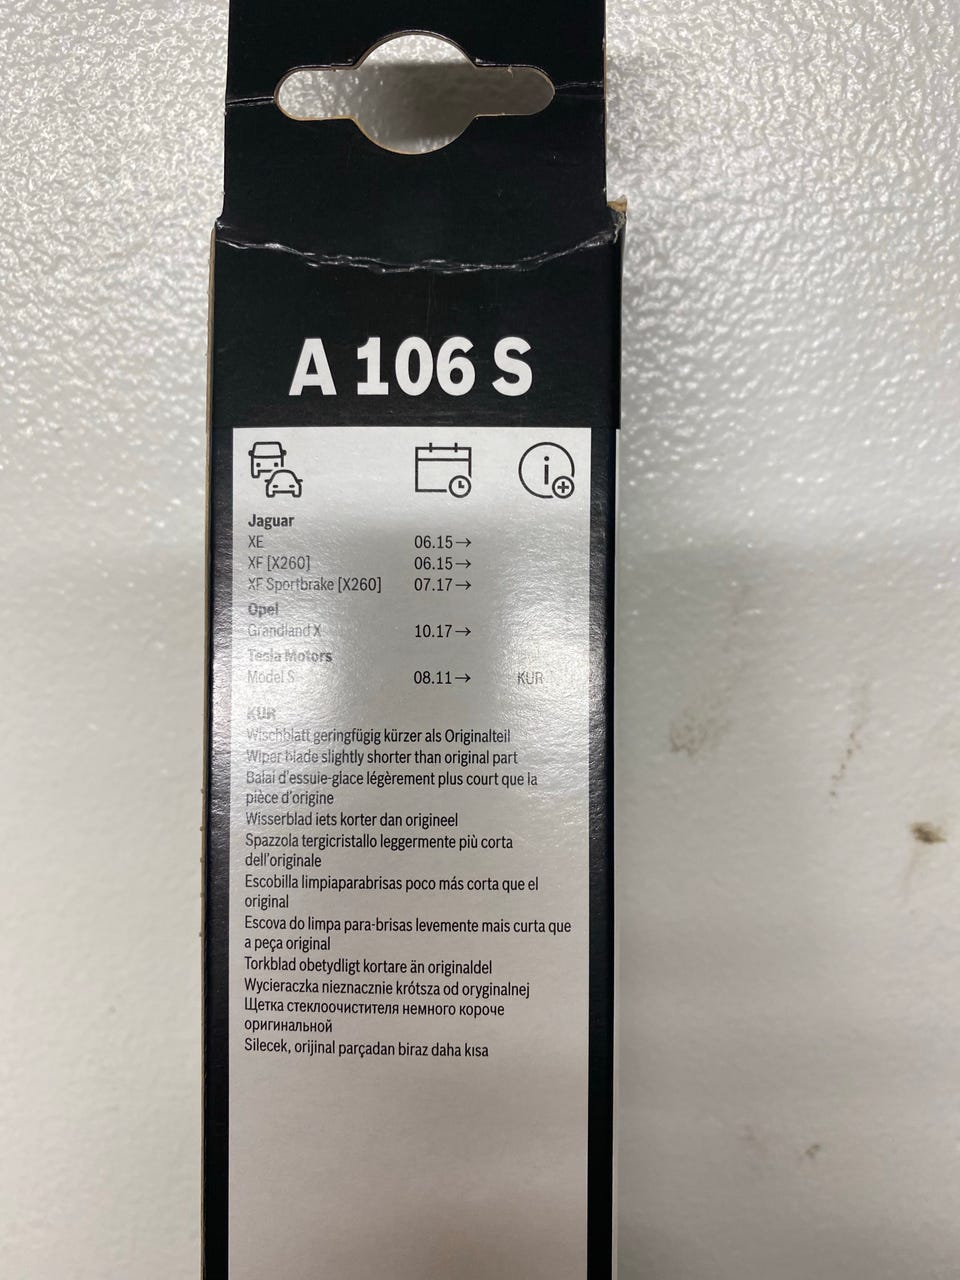 A 106 S
Jaguar
XE 06.15→
XF [X260] 06.15→
XF Sportbrake [X260] 07.17→
Opel
Grandland X 10.17→
Tesla Motors
Model S 08.11→ KUR
KUR
Wischblatt geringfügig kürzer als Originalteil
Wiper blade slightly shorter than original part
Balai d'essuie-glace légèrement plus court que la
pièce d'origine
Wisserblad iets korter dan origineel
Spazzola tergicristallo leggermente più corta
dell'originale
Escobilla limpiaparabrisas poco más corta que el
original
Escova do limpa para-brisas levemente mais curta que
a peça original
Torkblad obetydligt kortare än originaldel
Wycieraczka nieznacznie krótsza od oryginalnej
Щетка стеклоочистителя немного короче
оригинальной
Silecek, orijinal parçadan biraz daha kısa